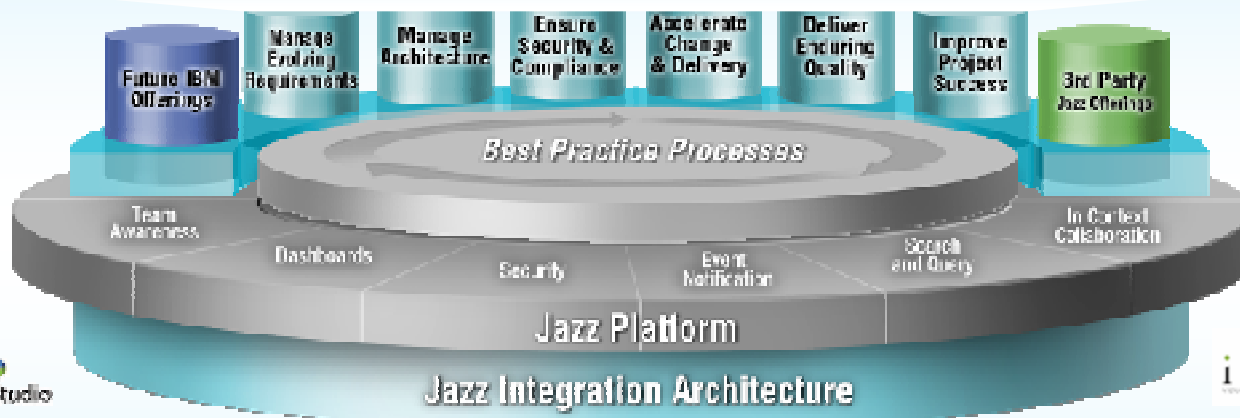 Future IBM
Offerings
Manage
Evolving
Requirements
Manage
Architecture
Ensure
Security &
Compliance
Accelerate
Change
& Delivery
Deliver
Enduring
Quality
Improve
Project
Success
3rd Party
Jazz Offerings
Best Practice Processes
Team
Awareness
Dashboards
Security
Event
Notification
Search
and Query
In Context
Collaboration
Jazz Platform
Jazz Integration Architecture